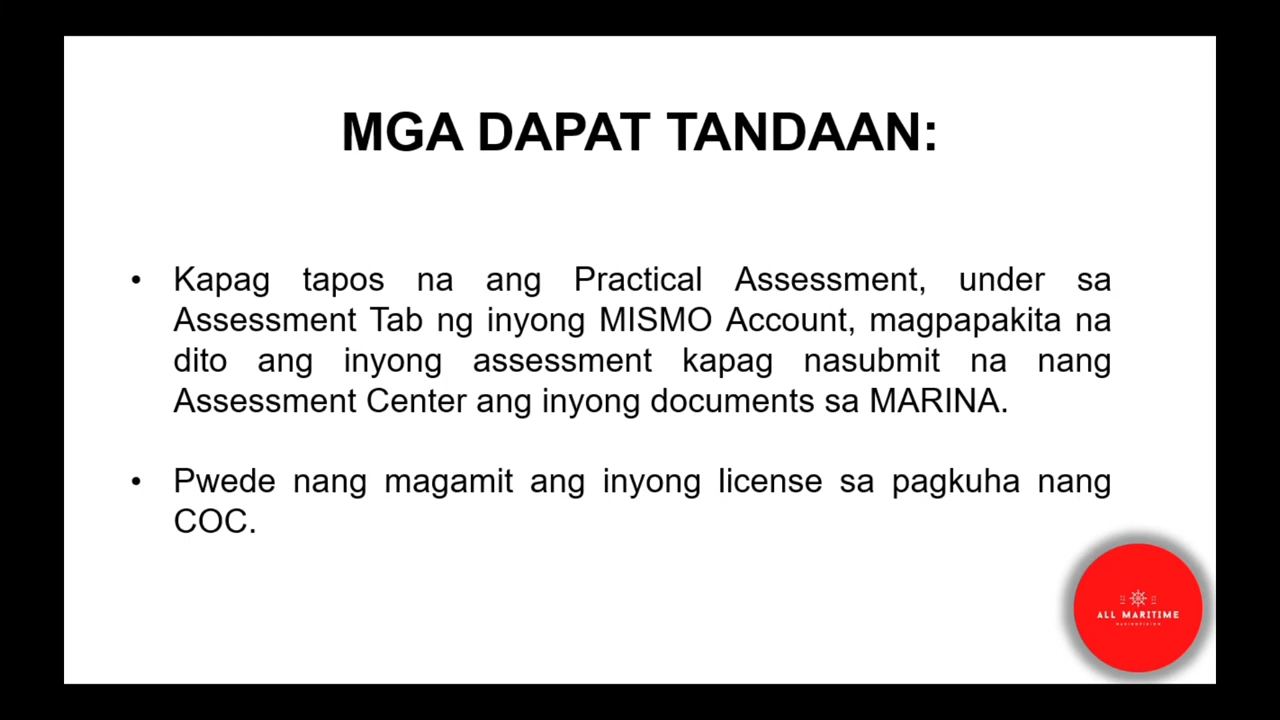 MGA DAPAT TANDAAN:
• Kapag tapos na ang Practical Assessment, under sa
Assessment Tab ng inyong MISMO Account, magpapakita na
dito ang inyong assessment kapag nasubmit na nang
Assessment Center ang inyong documents sa MARINA.
• Pwede nang magamit ang inyong license sa pagkuha nang
COC.
ALL MARITIME